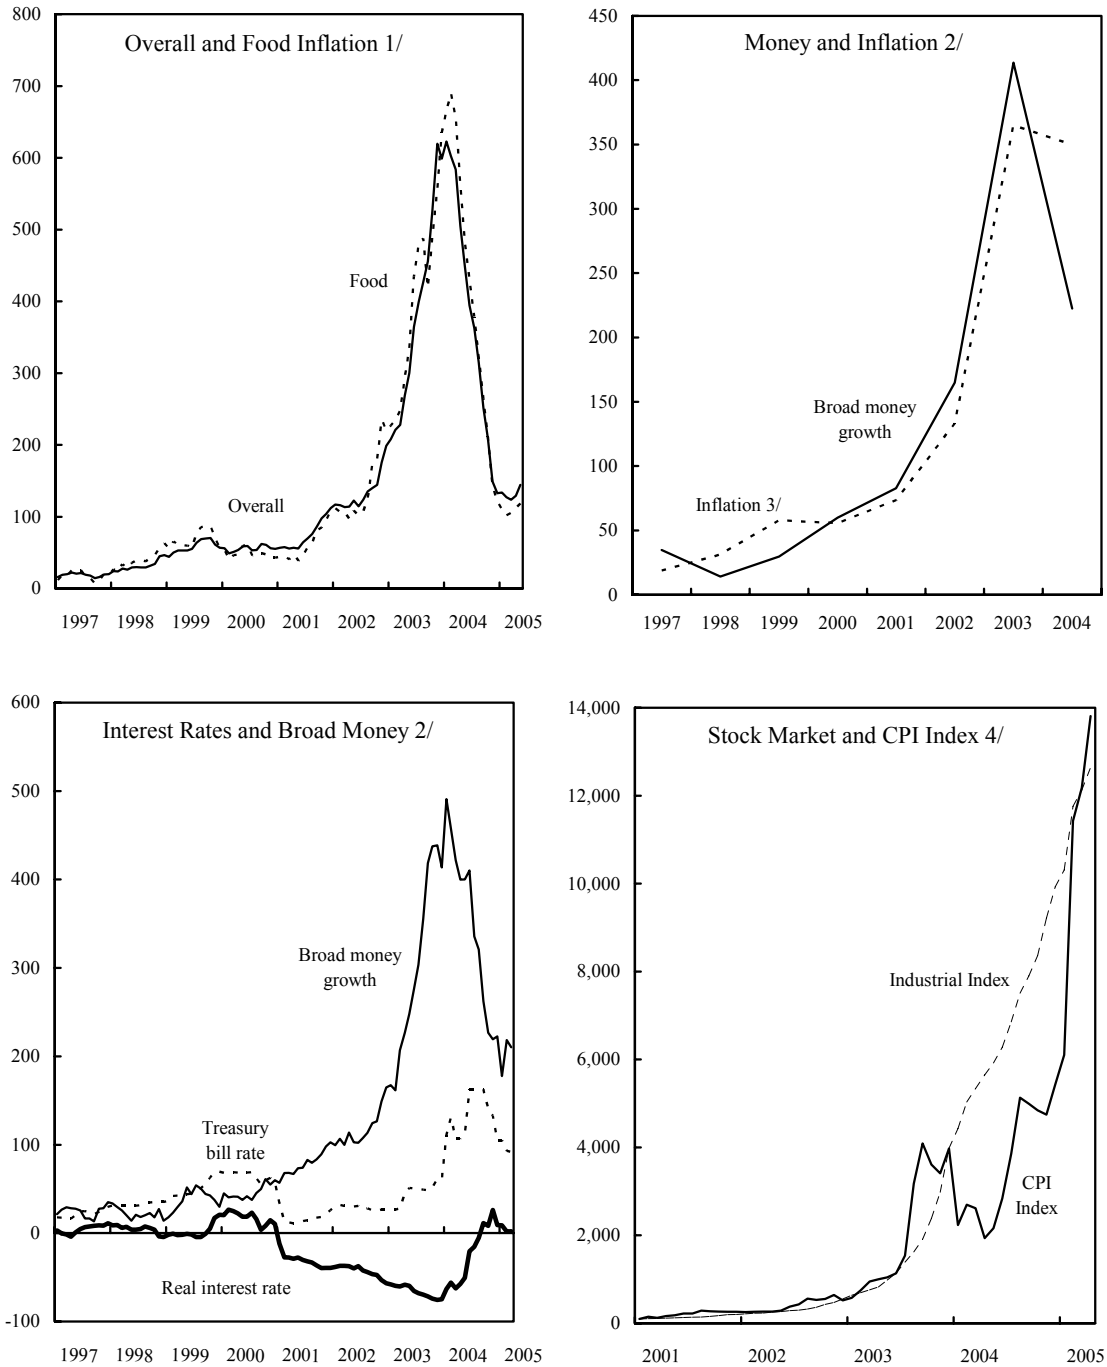 Overall and Food Inflation 1/
800
700
600
500
400
300
200
100
0
Food
Overall
1997 1998 1999 2000 2001 2002 2003 2004 2005
Money and Inflation 2/
450
400
350
300
250
200
150
100
50
0
Broad money
growth
Inflation 3/
1997 1998 1999 2000 2001 2002 2003 2004
Interest Rates and Broad Money 2/
600
500
400
300
200
100
0
-100
Broad money
growth
Treasury
bill rate
Real interest rate
1997 1998 1999 2000 2001 2002 2003 2004 2005
Stock Market and CPI Index 4/
14,000
12,000
10,000
8,000
6,000
4,000
2,000
0
Industrial Index
CPI
Index
2001 2002 2003 2004 2005